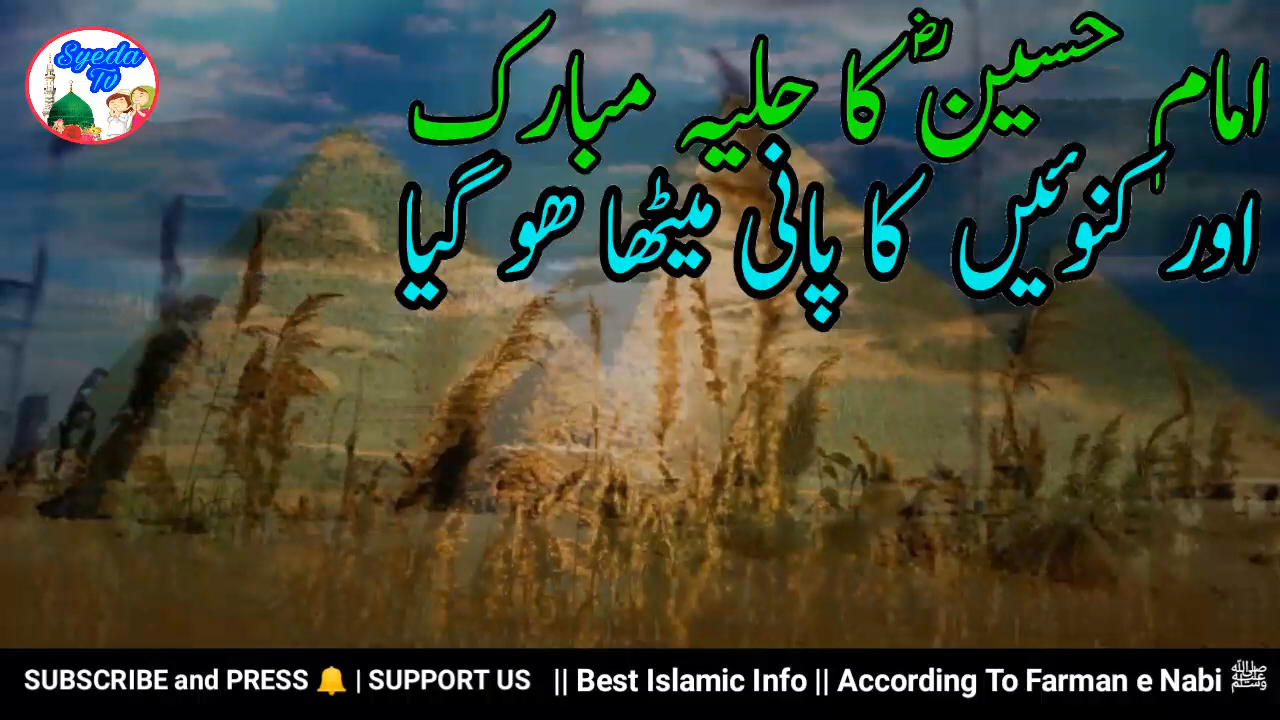 Syeda
Tv
امام حسینؓ کا حلیہ مبارک
اور کنوئیں کا پانی میٹھا ھو گیا
SUBSCRIBE and PRESS 🔔 | SUPPORT US || Best Islamic Info || According To Farman e Nabi ﷺ